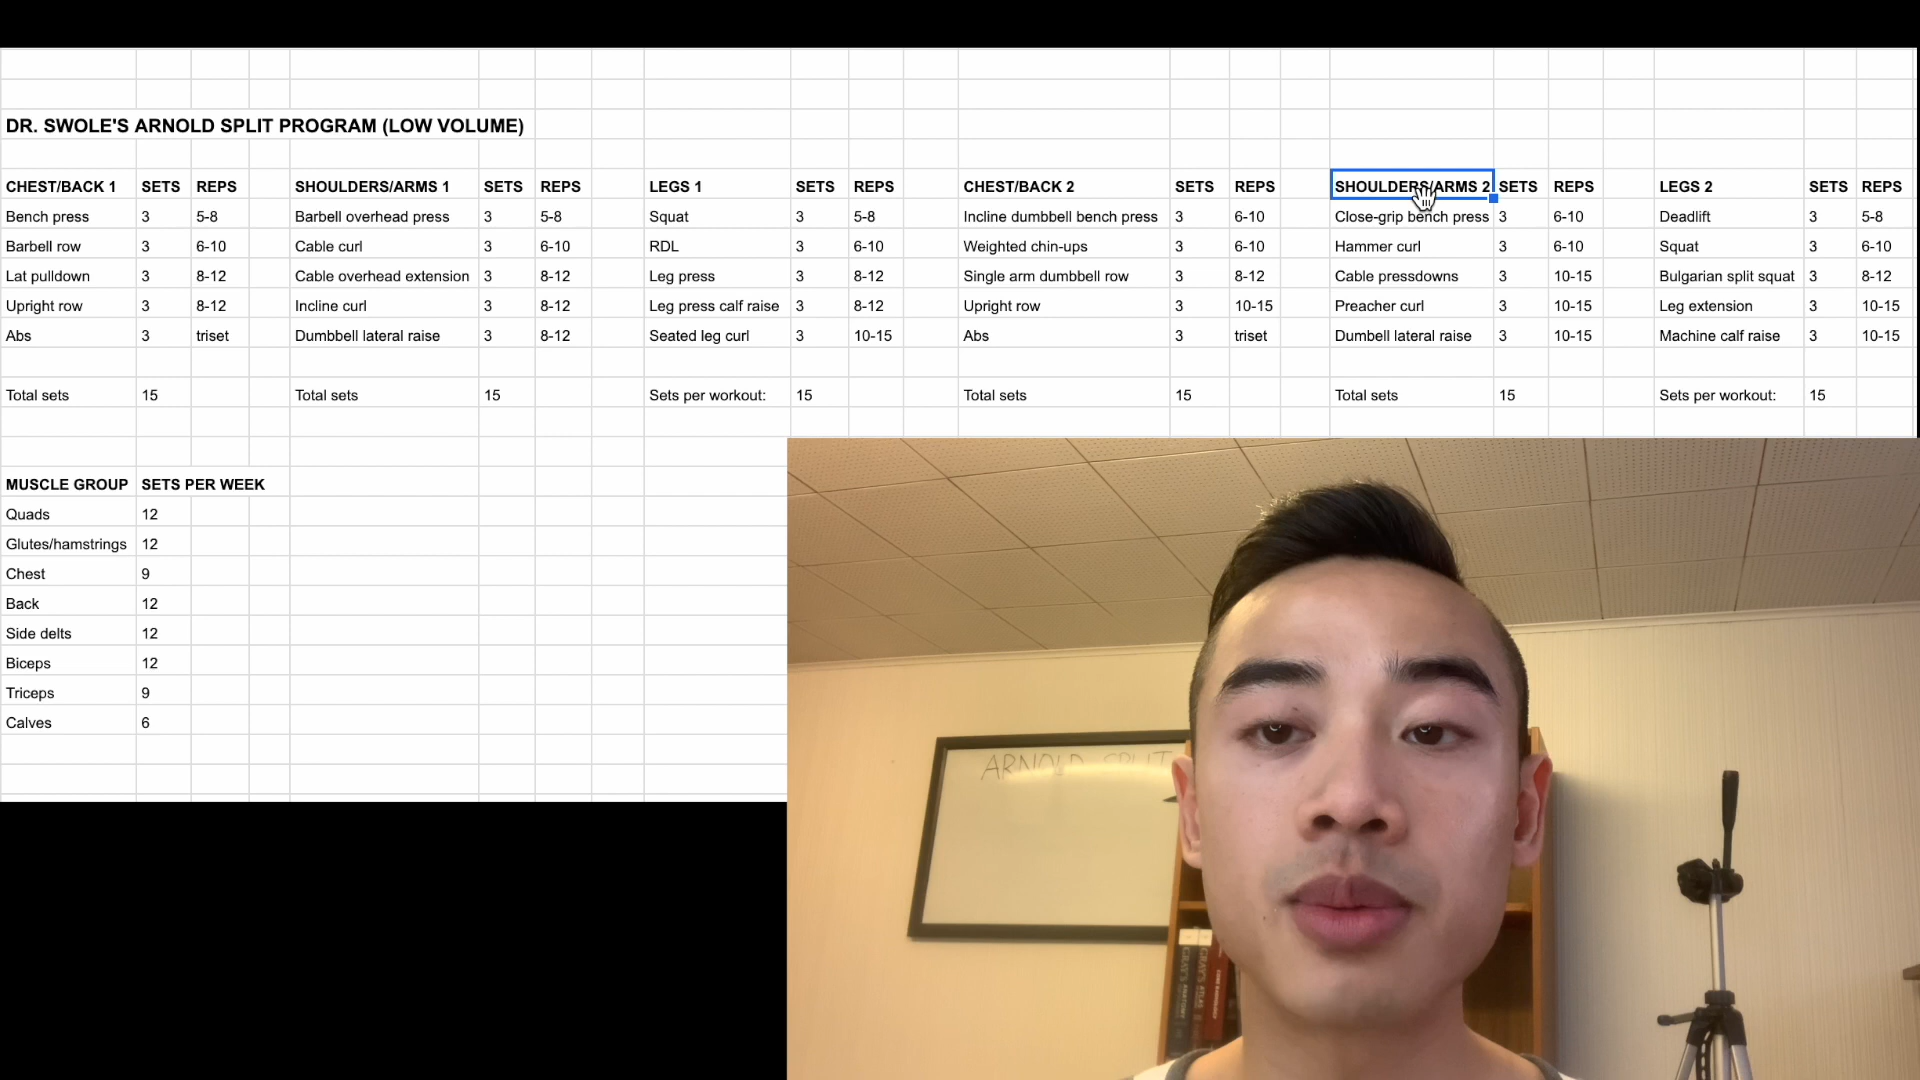 DR. SWOLE'S ARNOLD SPLIT PROGRAM (LOW VOLUME)
CHEST/BACK 1 SETS REPS SHOULDERS/ARMS 1 SETS REPS LEGS 1 SETS REPS CHEST/BACK 2 SETS REPS SHOULDERS/ARMS 2 SETS REPS LEGS 2 SETS REPS
Bench press 3 5-8 Barbell overhead press 3 5-8 Squat 3 5-8 Incline dumbbell bench press 3 6-10 Close-grip bench press 3 6-10 Deadlift 3 5-8
Barbell row 3 6-10 Cable curl 3 6-10 RDL 3 6-10 Weighted chin-ups 3 6-10 Hammer curl 3 6-10 Squat 3 6-10
Lat pulldown 3 8-12 Cable overhead extension 3 8-12 Leg press 3 8-12 Single arm dumbbell row 3 8-12 Cable pressdowns 3 10-15 Bulgarian split squat 3 8-12
Upright row 3 8-12 Incline curl 3 8-12 Leg press calf raise 3 8-12 Upright row 3 10-15 Preacher curl 3 10-15 Leg extension 3 10-15
Abs 3 triset Dumbbell lateral raise 3 8-12 Seated leg curl 3 10-15 Abs 3 triset Dumbell lateral raise 3 10-15 Machine calf raise 3 10-15
Total sets 15 Total sets 15 Sets per workout: 15 Total sets 15 Total sets 15 Sets per workout: 15
MUSCLE GROUP SETS PER WEEK
Quads 12
Glutes/hamstrings 12
Chest 9
Back 12
Side delts 12
Biceps 12
Triceps 9
Calves 6
ARNOLD SPLIT
GRAY'S ANATOMY
GRAY'S ATLAS